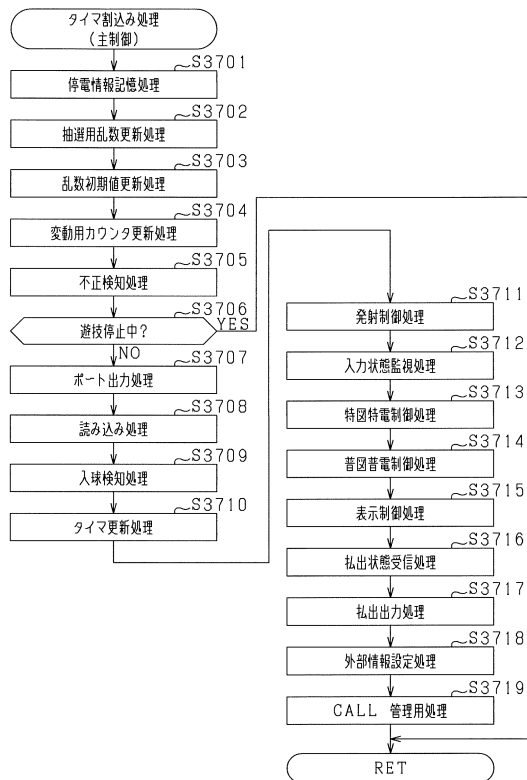 タイマ割込み処理
(主制御)
S3701
停電情報記憶処理
S3702
抽選用乱数更新処理
S3703
乱数初期値更新処理
S3704
変動用カウンタ更新処理
S3705
不正検知処理
S3706
遊技停止中?
YES
NO
S3707
ポート出力処理
S3708
読み込み処理
S3709
入球検知処理
S3710
タイマ更新処理
S3711
発射制御処理
S3712
入力状態監視処理
S3713
特図特電制御処理
S3714
普図普電制御処理
S3715
表示制御処理
S3716
払出状態受信処理
S3717
払出出力処理
S3718
外部情報設定処理
S3719
CALL 管理用処理
RET